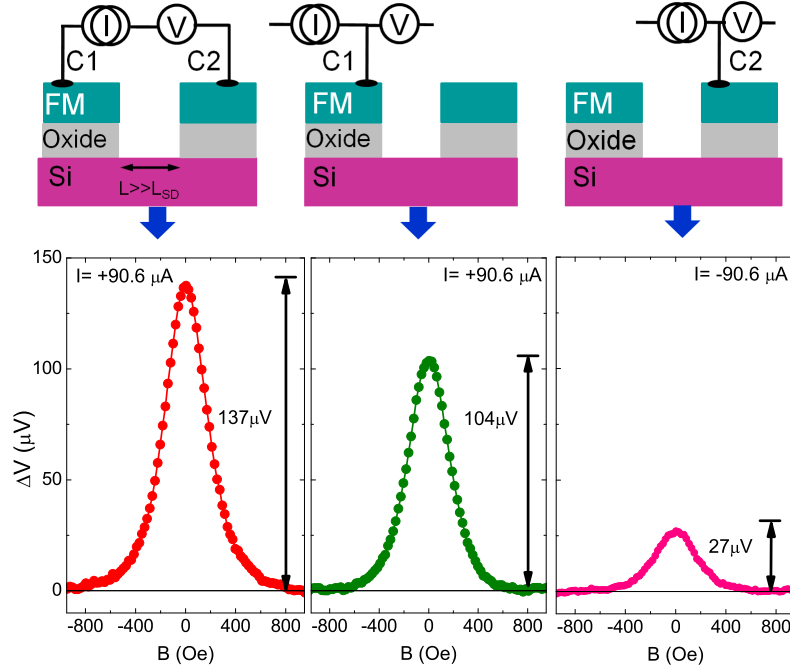 I V
C1 C2
FM
Oxide
Si
L>>L_SD
I V
C1
FM
Oxide
Si
I V
C2
FM
Oxide
Si
150
100
50
0
ΔV (μV)
I= +90.6 μA
137μV
-800 -400 0 400 800
B (Oe)
I= +90.6 μA
104μV
-800 -400 0 400 800
B (Oe)
I= -90.6 μA
27μV
-800 -400 0 400 800
B (Oe)